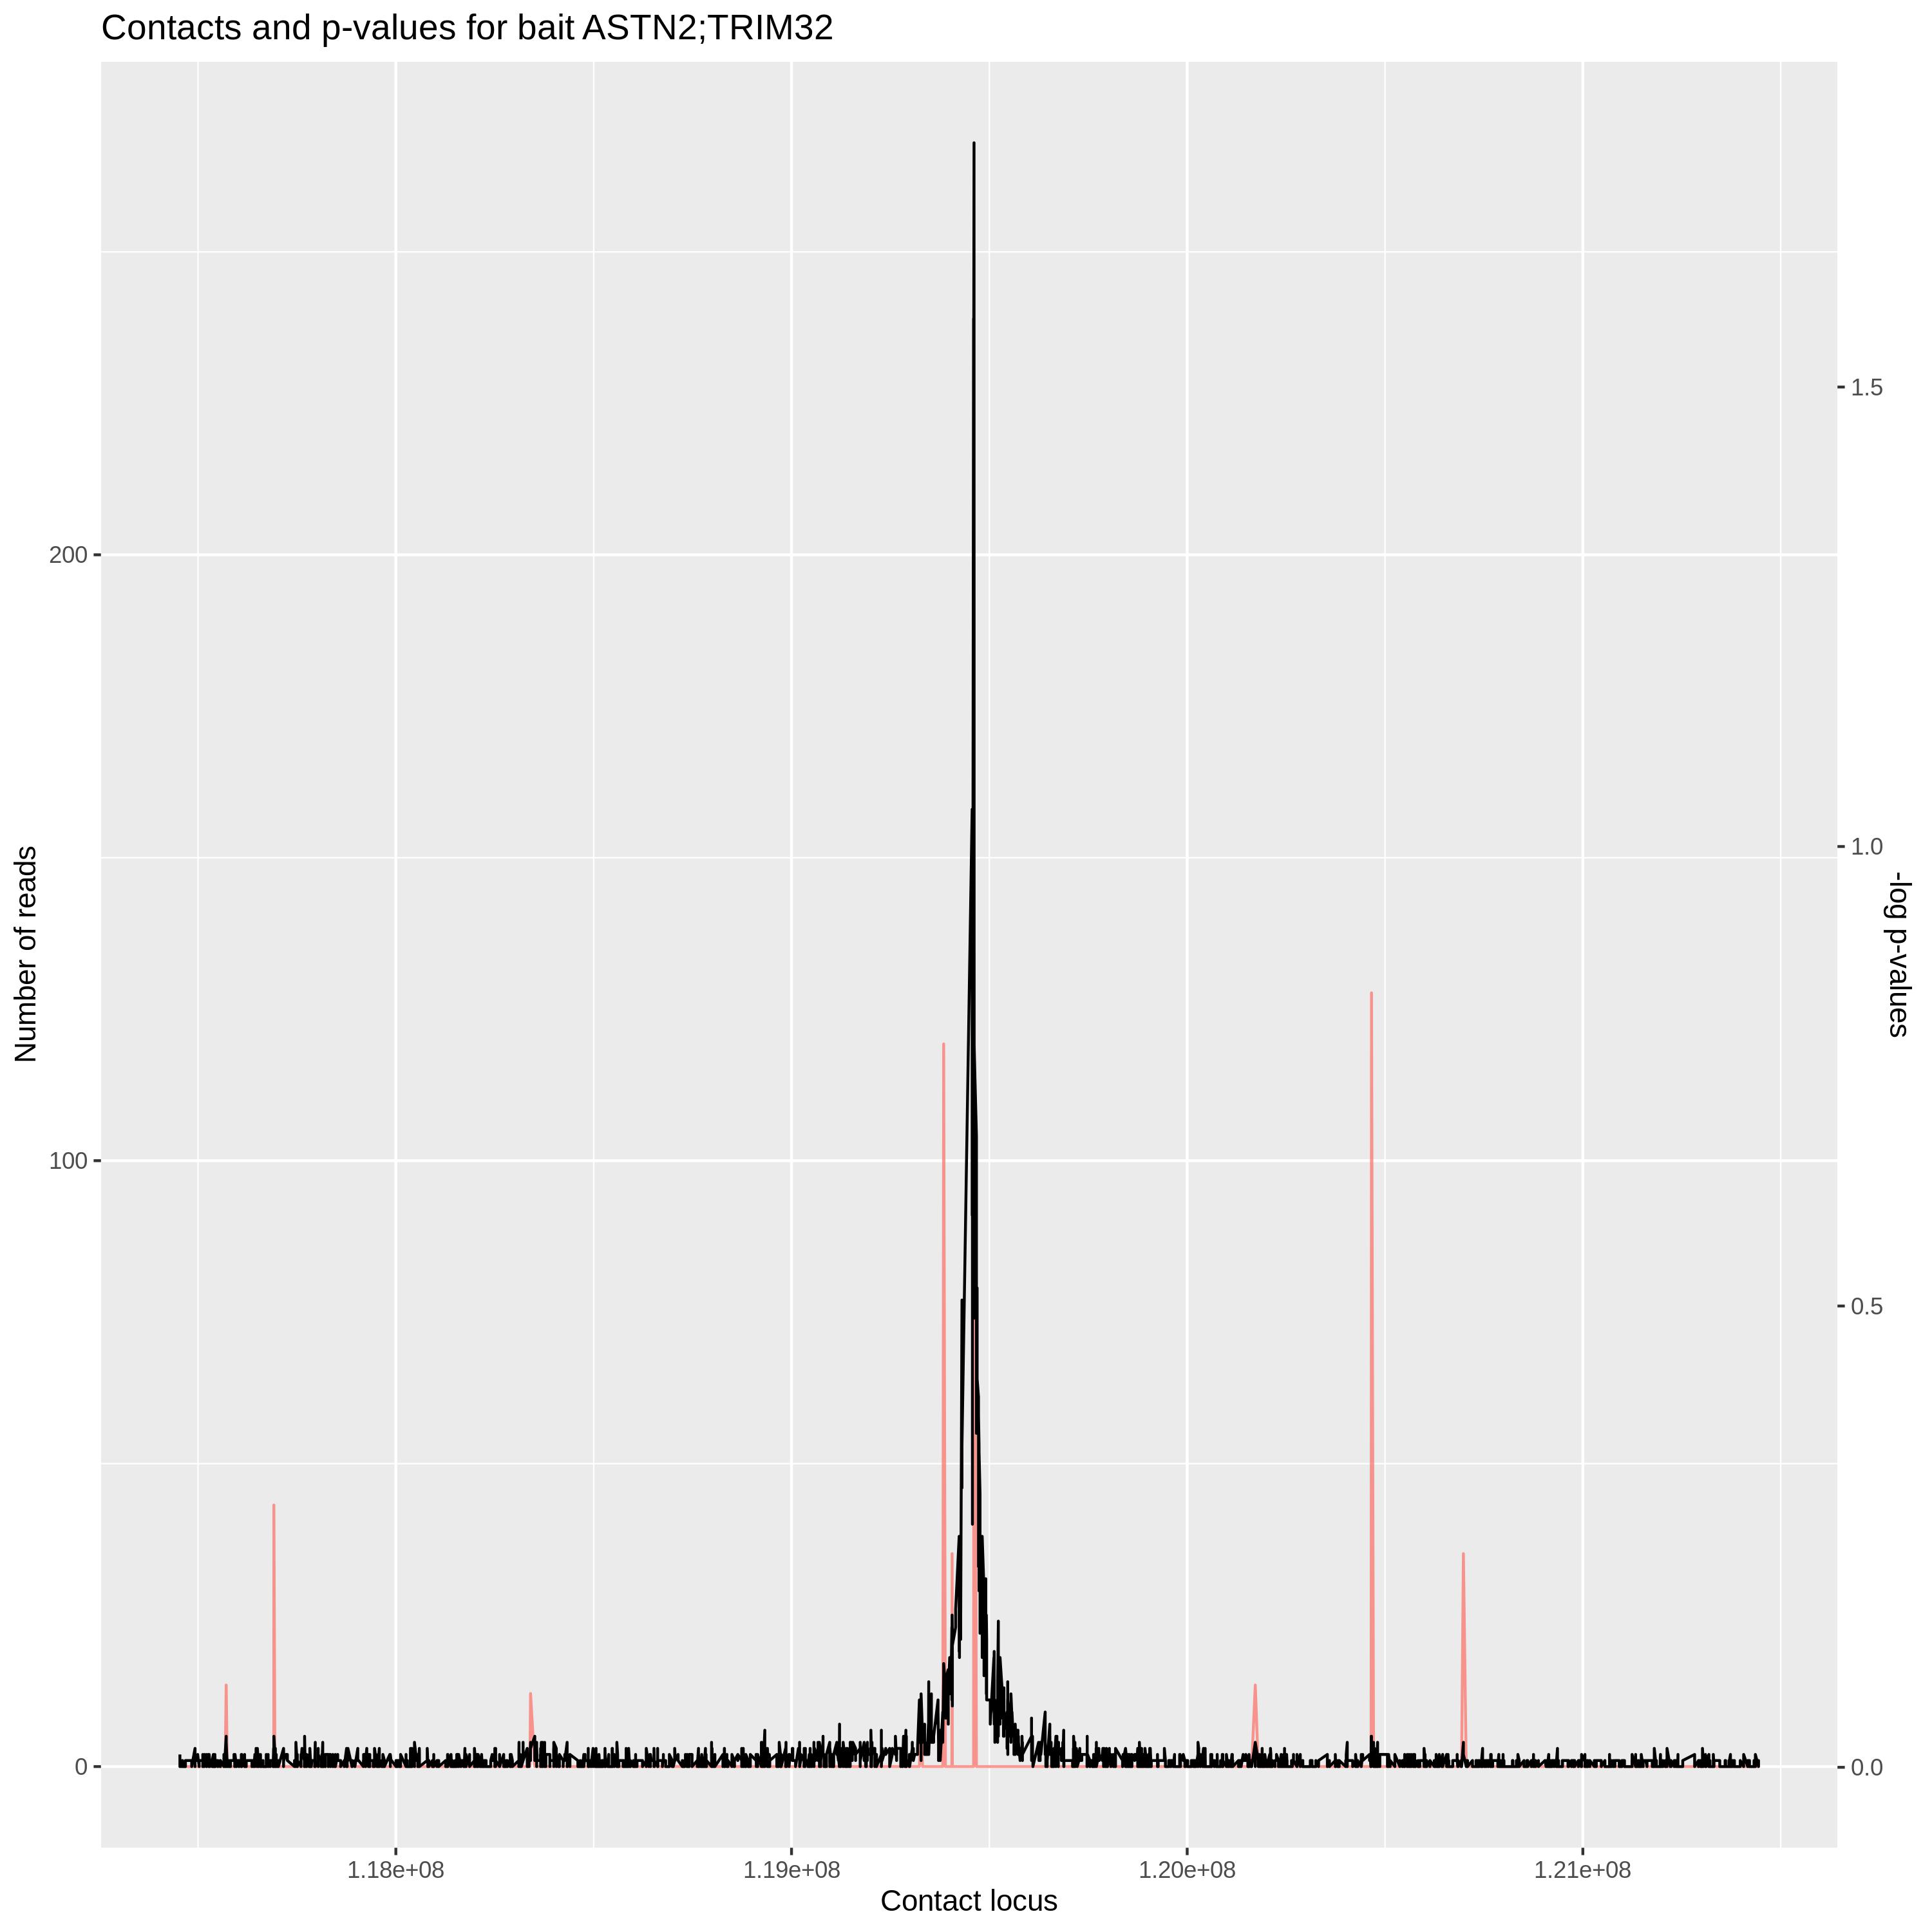 Contacts and p-values for bait ASTN2;TRIM32
Number of reads
200
100
0
1.5
1.0
0.5
0.0
-log p-values
1.18e+08
1.19e+08
1.20e+08
1.21e+08
Contact locus